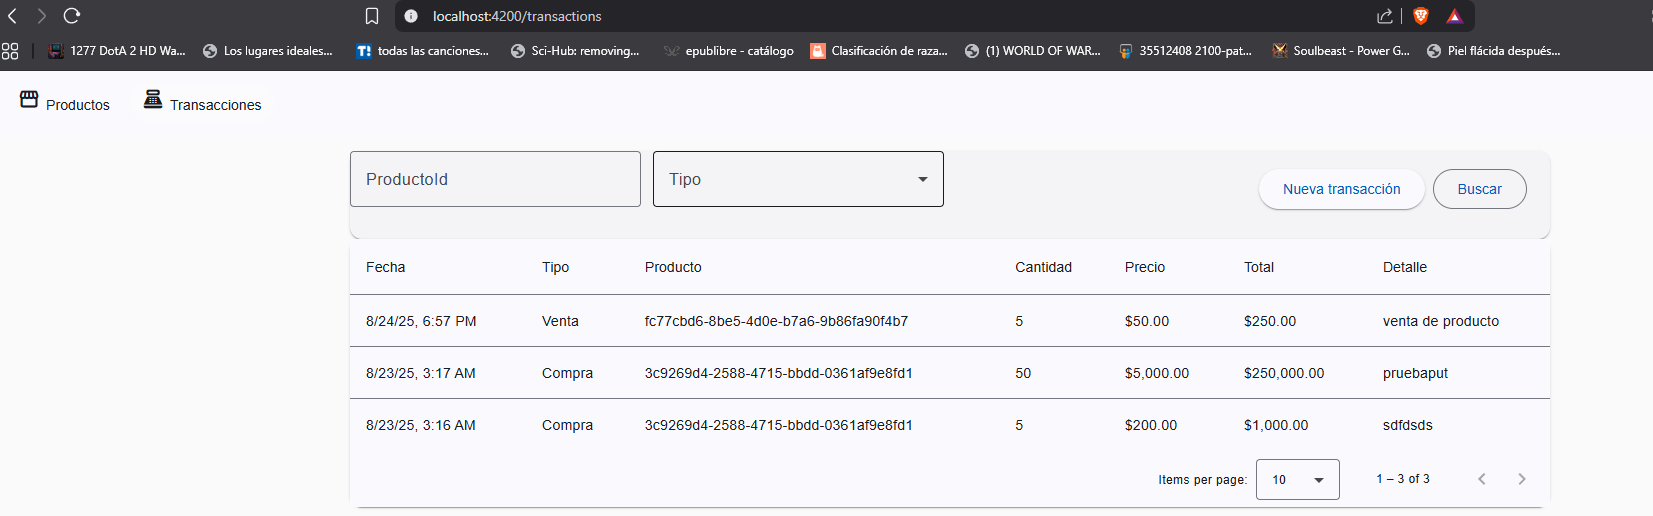 localhost:4200/transactions
1277 DotA 2 HD Wa... Los lugares ideales... T! todas las canciones... Sci-Hub: removing... epublibre - catálogo Clasificación de raza... (1) WORLD OF WAR... 35512408 2100-pat... Soulbeast - Power G... Piel flácida después...
Productos Transacciones
ProductoId Tipo Nueva transacción Buscar
Fecha Tipo Producto Cantidad Precio Total Detalle
8/24/25, 6:57 PM Venta fc77cbd6-8be5-4d0e-b7a6-9b86fa90f4b7 5 $50.00 $250.00 venta de producto
8/23/25, 3:17 AM Compra 3c9269d4-2588-4715-bbdd-0361af9e8fd1 50 $5,000.00 $250,000.00 pruebaput
8/23/25, 3:16 AM Compra 3c9269d4-2588-4715-bbdd-0361af9e8fd1 5 $200.00 $1,000.00 sdfdsds
Items per page: 10 1 – 3 of 3